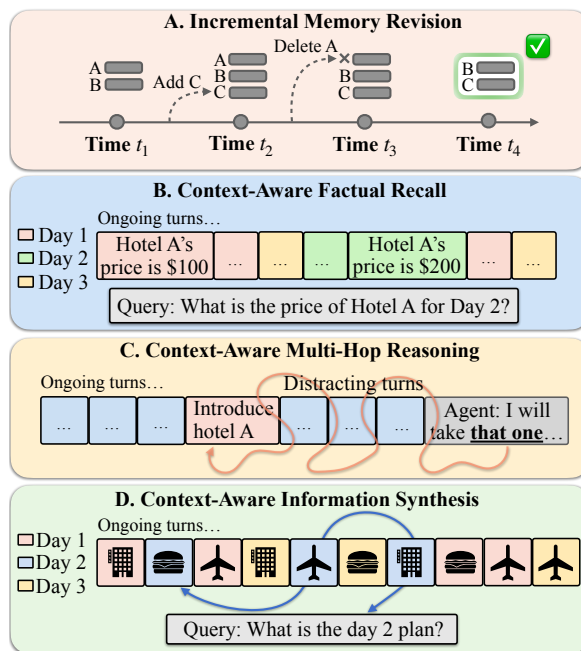 A. Incremental Memory Revision
A
B
Add C
A
B
C
Delete A
B
C
B
C
Time t1
Time t2
Time t3
Time t4
B. Context-Aware Factual Recall
Ongoing turns…
Day 1
Day 2
Day 3
Hotel A's
price is $100
…
…
…
Hotel A's
price is $200
…
…
Query: What is the price of Hotel A for Day 2?
C. Context-Aware Multi-Hop Reasoning
Ongoing turns…
Distracting turns
…
…
…
Introduce
hotel A
…
…
…
Agent: I will
take that one…
D. Context-Aware Information Synthesis
Ongoing turns…
Day 1
Day 2
Day 3
Query: What is the day 2 plan?